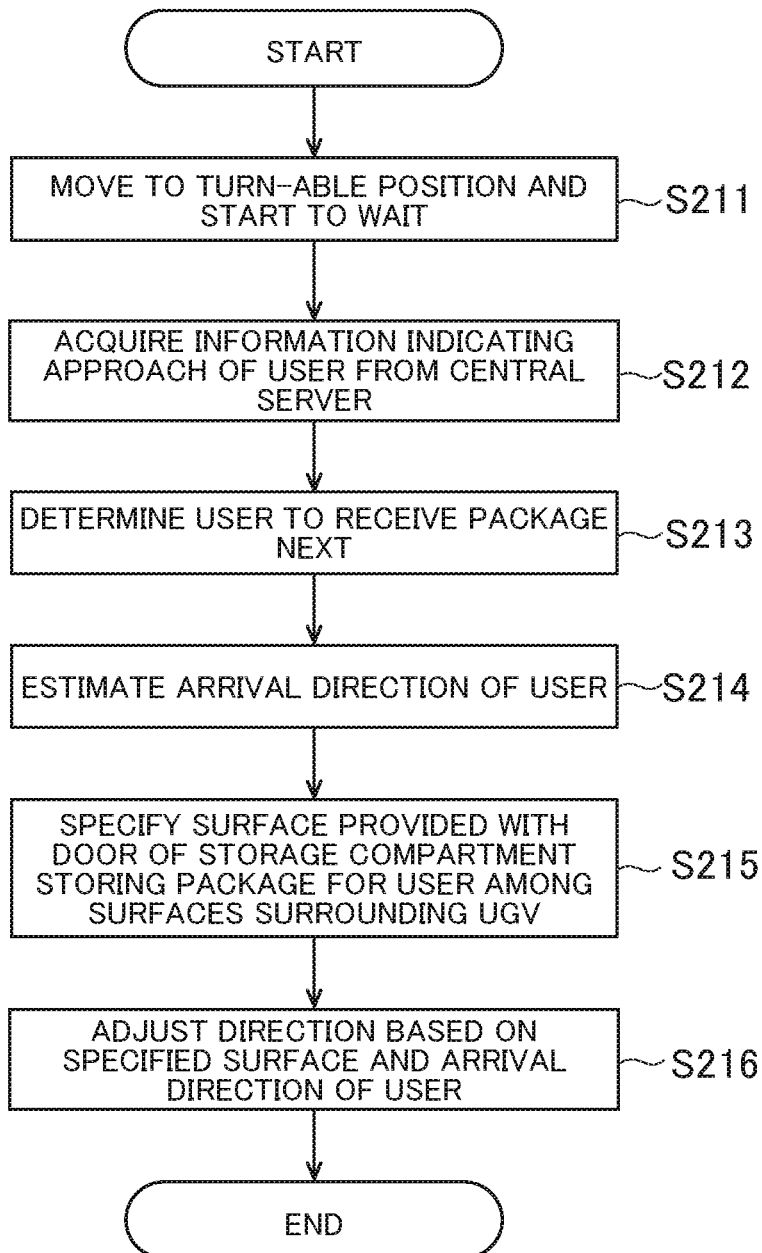 START
MOVE TO TURN-ABLE POSITION AND
START TO WAIT
S211
ACQUIRE INFORMATION INDICATING
APPROACH OF USER FROM CENTRAL
SERVER
S212
DETERMINE USER TO RECEIVE PACKAGE
NEXT
S213
ESTIMATE ARRIVAL DIRECTION OF USER
S214
SPECIFY SURFACE PROVIDED WITH
DOOR OF STORAGE COMPARTMENT
STORING PACKAGE FOR USER AMONG
SURFACES SURROUNDING UGV
S215
ADJUST DIRECTION BASED ON
SPECIFIED SURFACE AND ARRIVAL
DIRECTION OF USER
S216
END